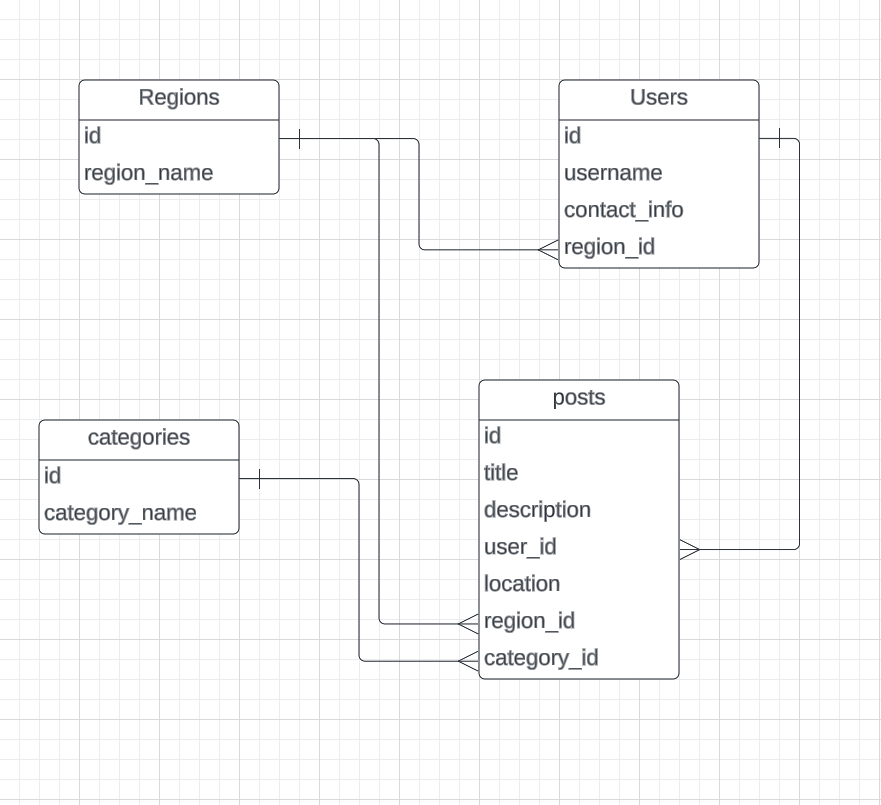 Regions
id
region_name
Users
id
username
contact_info
region_id
categories
id
category_name
posts
id
title
description
user_id
location
region_id
category_id